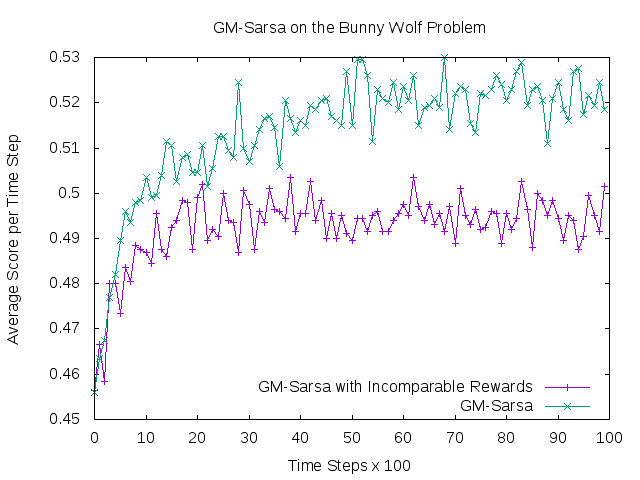 GM-Sarsa on the Bunny Wolf Problem
Average Score per Time Step
0.53
0.52
0.51
0.5
0.49
0.48
0.47
0.46
0.45
GM-Sarsa with Incomparable Rewards
GM-Sarsa
0 10 20 30 40 50 60 70 80 90 100
Time Steps x 100